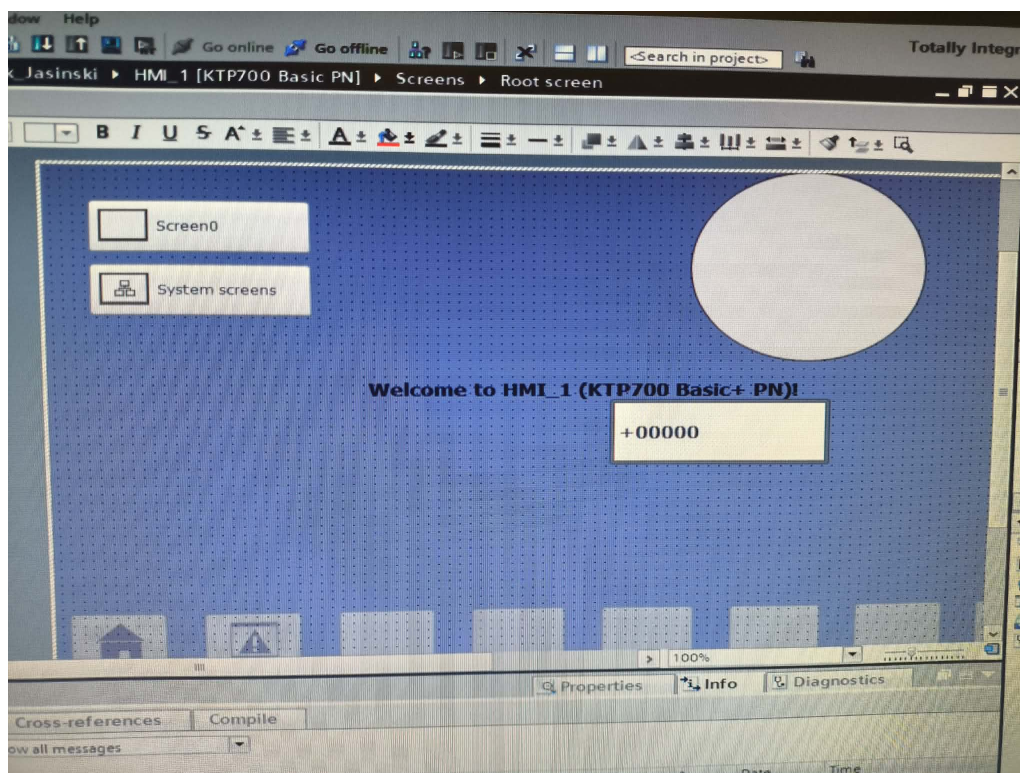 Help
Go online Go offline <Search in project> Totally Integr
Jasinski ▸ HMI_1 [KTP700 Basic PN] ▸ Screens ▸ Root screen
B I U S A A
Screen0
System screens
Welcome to HMI_1 (KTP700 Basic+ PN)!
+00000
100%
Properties Info Diagnostics
Cross-references Compile
ow all messages
Date Time